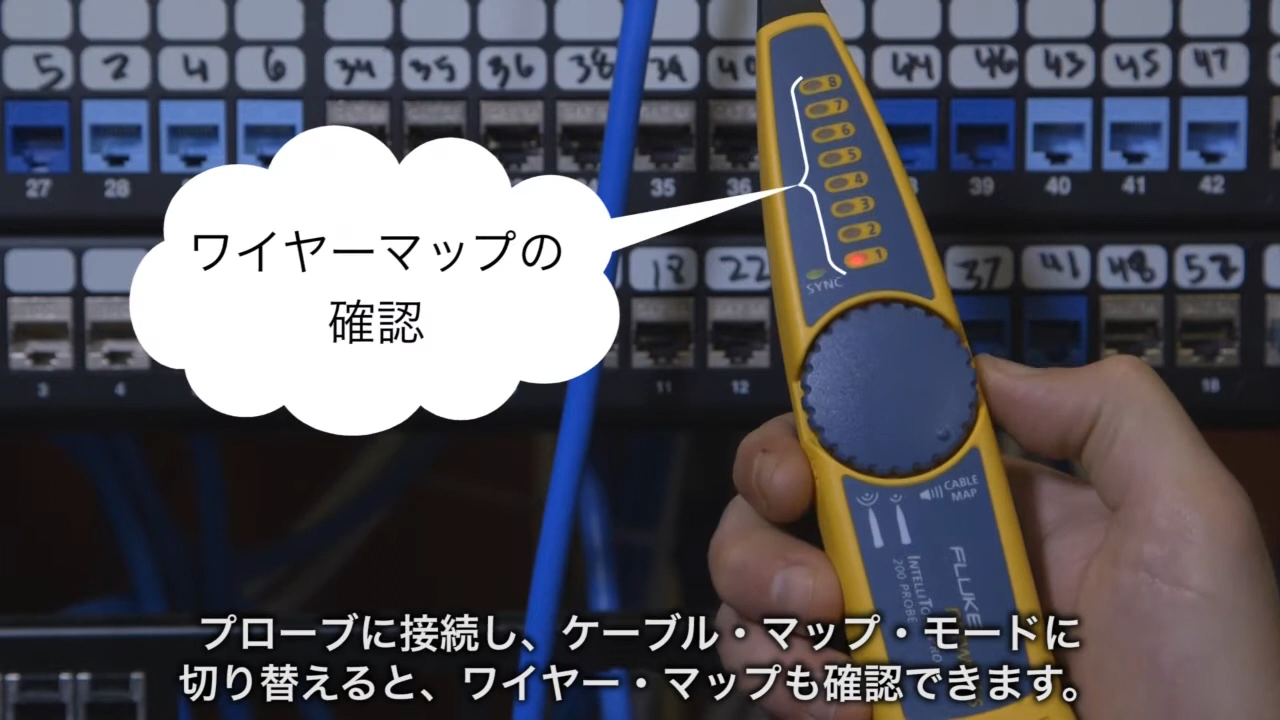 5 2 4 6 34 35 36 38 39 40 44 46 43 45 47
27 28 35 36 39 40 41 42
18 22 37 41 48 52
3 4 11 12 18
8
7
6
5
4
3
2
1
SYNC
ワイヤーマップの
確認
CABLE
MAP
INTELLITO
200 PROBE
FLUKE
プローブに接続し、ケーブル・マップ・モードに
切り替えると、ワイヤー・マップも確認できます。